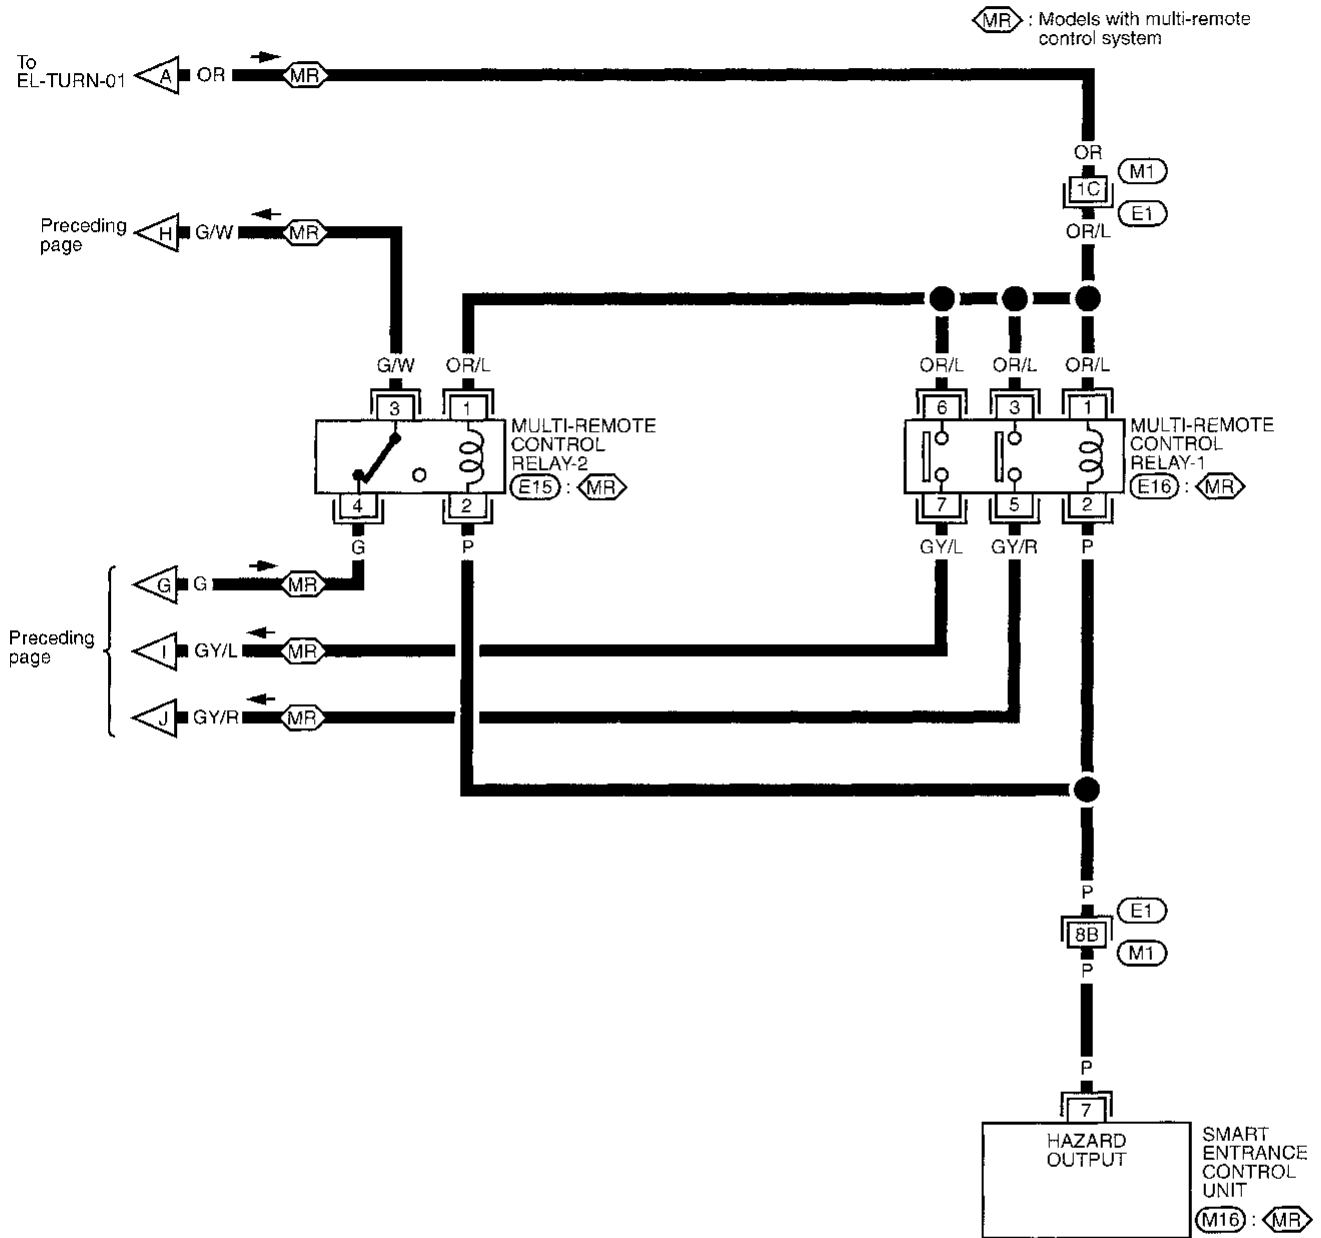 MR : Models with multi-remote
control system
To
EL-TURN-01
A OR MR
OR
1C M1
E1
OR/L
Preceding
page
H G/W MR
G/W OR/L OR/L OR/L OR/L
3 1 6 3 1
MULTI-REMOTE
CONTROL
RELAY-2
E15 : MR
MULTI-REMOTE
CONTROL
RELAY-1
E16 : MR
4 2 7 5 2
G P GY/L GY/R P
Preceding
page
G G MR
I GY/L MR
J GY/R MR
P
E1
8B
M1
P
P
7
HAZARD
OUTPUT
SMART
ENTRANCE
CONTROL
UNIT
M16 : MR